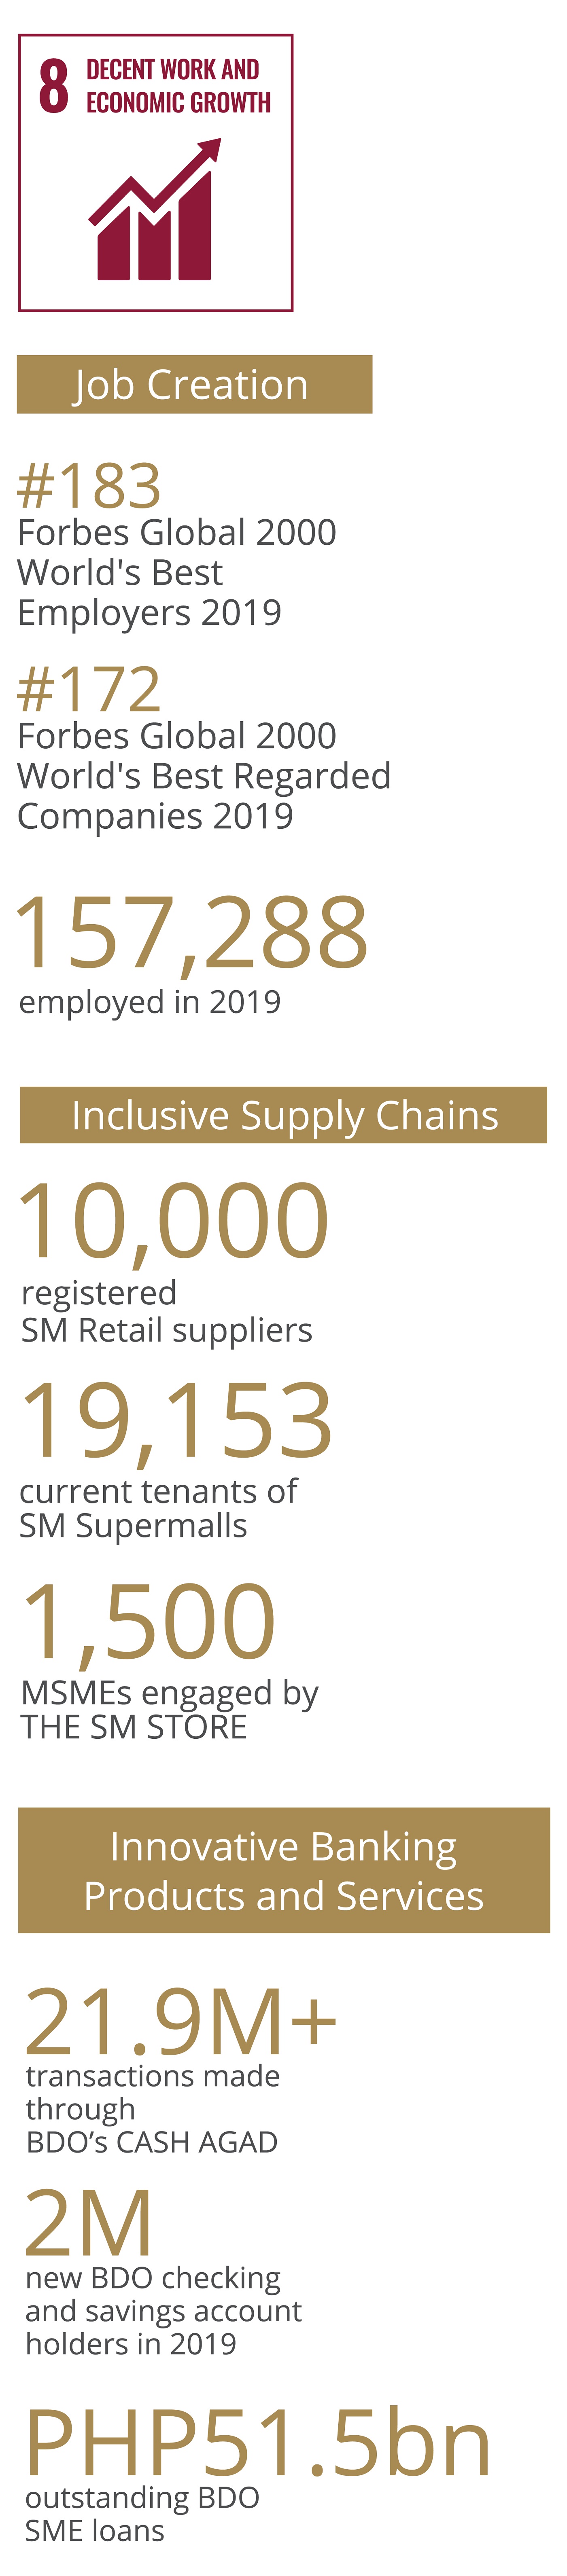 8 DECENT WORK AND
ECONOMIC GROWTH
Job Creation
#183
Forbes Global 2000
World's Best
Employers 2019
#172
Forbes Global 2000
World's Best Regarded
Companies 2019
157,288
employed in 2019
Inclusive Supply Chains
10,000
registered
SM Retail suppliers
19,153
current tenants of
SM Supermalls
1,500
MSMEs engaged by
THE SM STORE
Innovative Banking
Products and Services
21.9M+
transactions made
through
BDO’s CASH AGAD
2M
new BDO checking
and savings account
holders in 2019
PHP51.5bn
outstanding BDO
SME loans